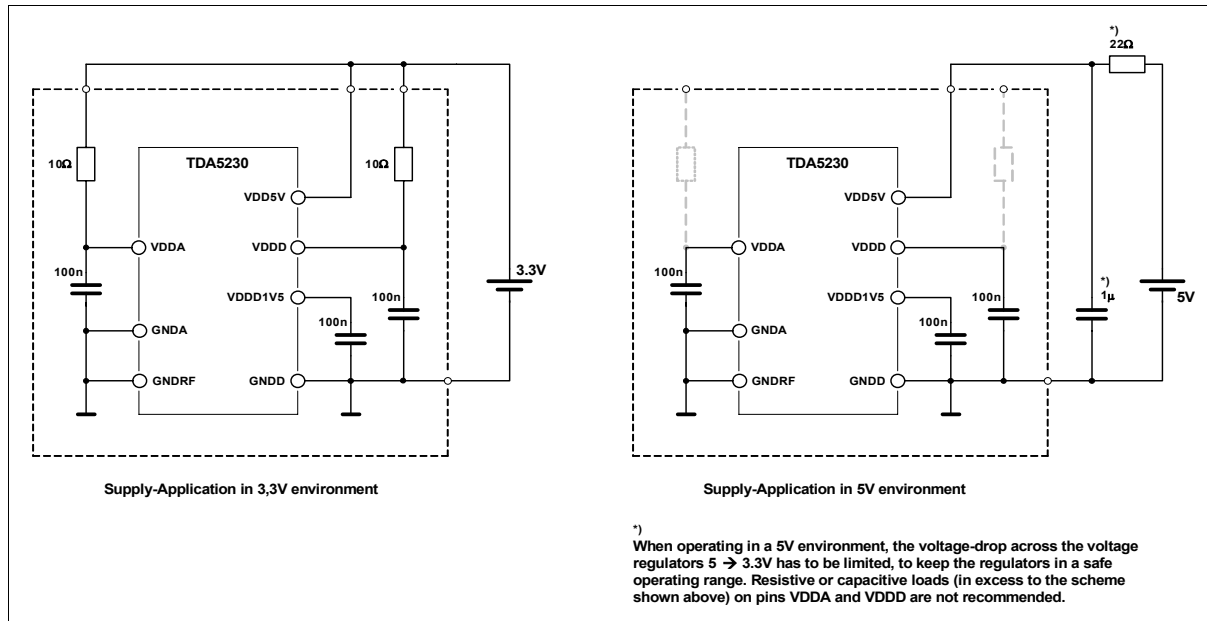 10Ω
TDA5230
10Ω
VDD5V
VDDA
VDDD
100n
VDDD1V5
100n
100n
GNDA
GNDRF
GNDD
3.3V
Supply-Application in 3,3V environment
*)
22Ω
TDA5230
VDD5V
VDDA
VDDD
100n
VDDD1V5
100n
100n
GNDA
GNDRF
GNDD
*)
1µ
5V
Supply-Application in 5V environment
*)
When operating in a 5V environment, the voltage-drop across the voltage
regulators 5 → 3.3V has to be limited, to keep the regulators in a safe
operating range. Resistive or capacitive loads (in excess to the scheme
shown above) on pins VDDA and VDDD are not recommended.